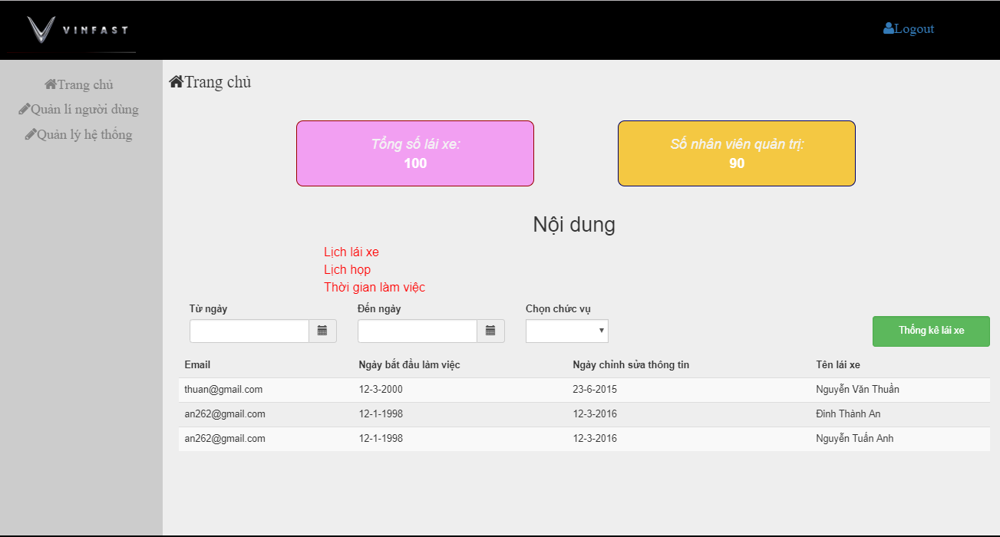 VINFAST
Logout
Trang chủ
Quản lí người dùng
Quản lý hệ thống
Trang chủ
Tổng số lái xe:
100
Số nhân viên quản trị:
90
Nội dung
Lịch lái xe
Lịch họp
Thời gian làm việc
Từ ngày Đến ngày Chọn chức vụ
Thống kê lái xe
Email Ngày bắt đầu làm việc Ngày chỉnh sửa thông tin Tên lái xe
thuan@gmail.com 12-3-2000 23-6-2015 Nguyễn Văn Thuần
an262@gmail.com 12-1-1998 12-3-2016 Đinh Thành An
an262@gmail.com 12-1-1998 12-3-2016 Nguyễn Tuấn Anh